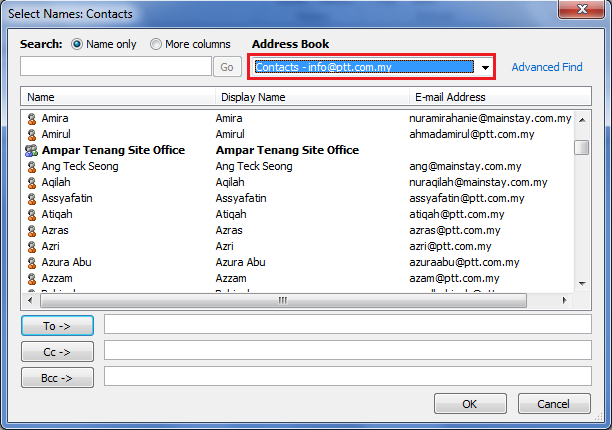 Select Names: Contacts
Search: Name only More columns Address Book
Go Contacts - info@ptt.com.my Advanced Find
Name Display Name E-mail Address
Amira Amira nuramirahanie@mainstay.com.my
Amirul Amirul ahmadamirul@ptt.com.my
Ampar Tenang Site Office Ampar Tenang Site Office
Ang Teck Seong Ang Teck Seong ang@mainstay.com.my
Aqilah Aqilah nuraqilah@mainstay.com.my
Assyafatin Assyafatin assyafatin@ptt.com.my
Atiqah Atiqah atiqah@ptt.com.my
Azras Azras azras@ptt.com.my
Azri Azri azri@ptt.com.my
Azura Abu Azura Abu azuraabu@ptt.com.my
Azzam Azzam azam@ptt.com.my
To ->
Cc ->
Bcc ->
OK Cancel